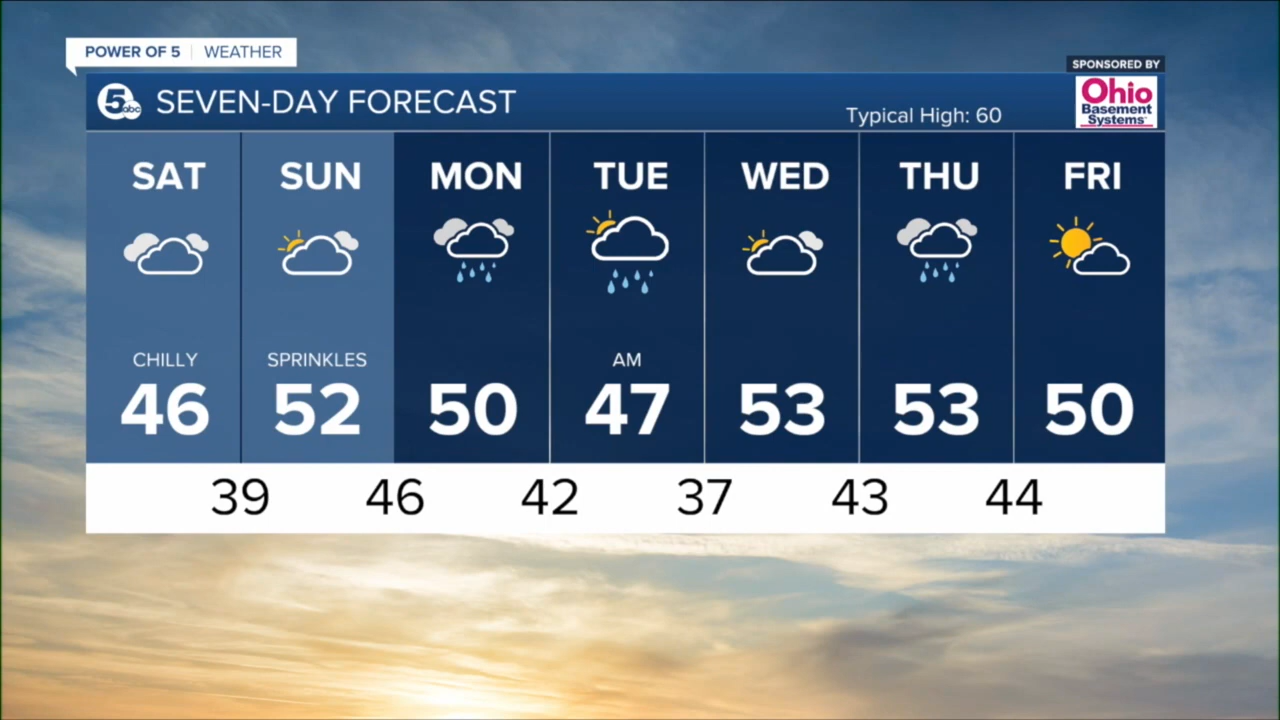 POWER OF 5 | WEATHER
SPONSORED BY
5 abc SEVEN-DAY FORECAST
Typical High: 60
Ohio
Basement
Systems
SAT SUN MON TUE WED THU FRI
CHILLY SPRINKLES AM
46 52 50 47 53 53 50
39 46 42 37 43 44